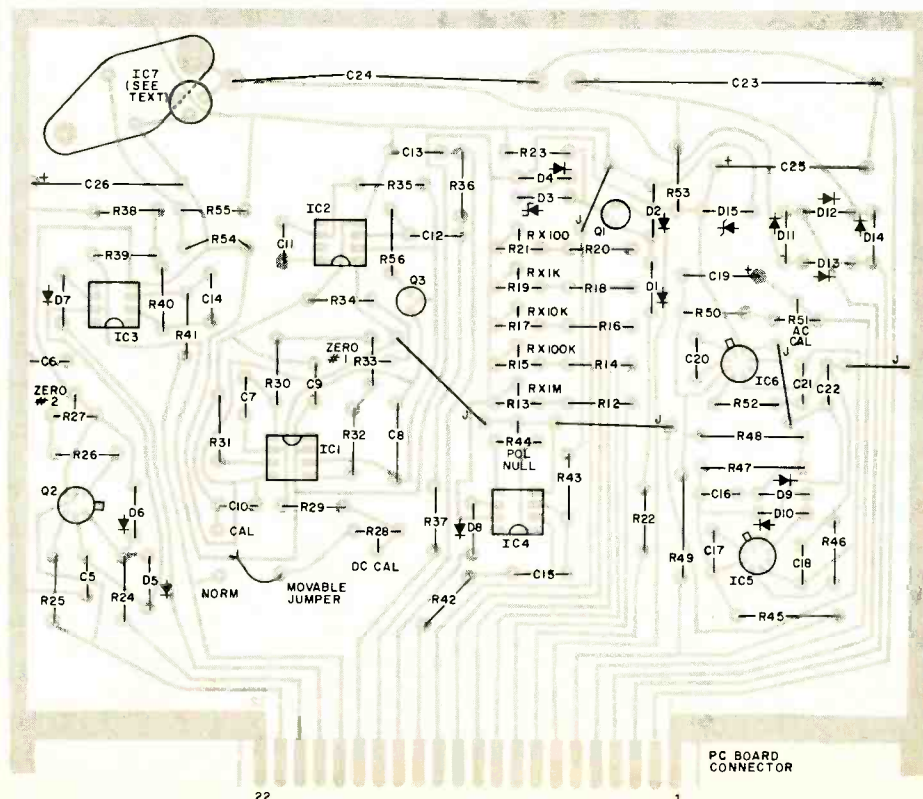 IC7
(SEE
TEXT)
C24
C23
C13
R23
D4
C25
C26
R35
R36
D3
R53
R38
R55
IC2
RX100
Q1
D2
D15
D12
D11
D14
C11
C12
R54
R56
R21
R20
J
R39
RX1K
D13
C19
D7
IC3
R40
C14
R34
Q3
R19
R18
D1
R41
RX10K
R50
R51
AC
CAL
R17
R16
C6
ZERO
#1
R33
RX100K
C20
J
J
ZERO
#2
R30
C9
R15
R14
IC6
C21
C22
C7
RX1M
R27
R13
R12
R52
R31
R32
C8
J
J
R26
IC1
R44
POL
NULL
R48
R43
R47
Q2
D6
C10
R29
R37
D8
IC4
R22
R49
C16
D9
D10
CAL
R28
DC CAL
C17
IC5
C18
R46
R25
C5
R24
D5
NORM
MOVABLE
JUMPER
C15
R42
R45
PC BOARD
CONNECTOR
22
1